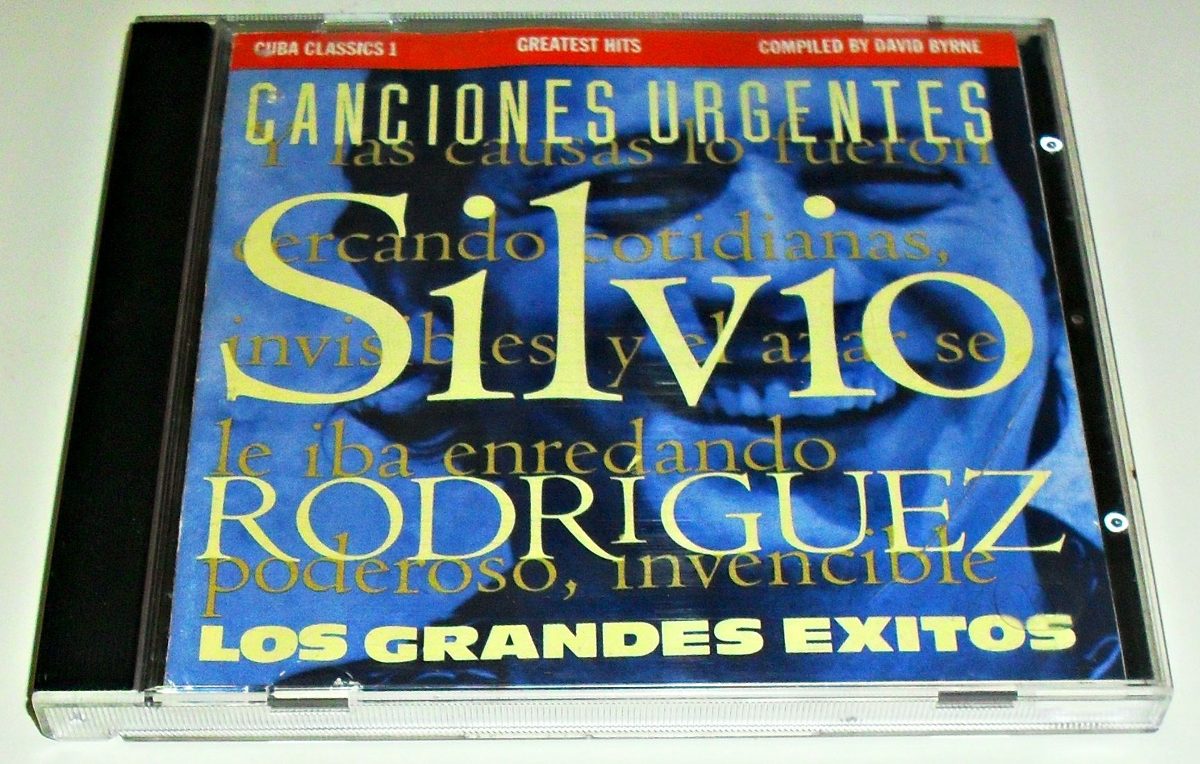 CUBA CLASSICS 1 GREATEST HITS COMPILED BY DAVID BYRNE
CANCIONES URGENTES
Y las causas lo fueron
cercando cotidianas,
Silvio
invisibles y el azar se
le iba enredando
RODRÍGUEZ
poderoso, invencible
LOS GRANDES EXITOS